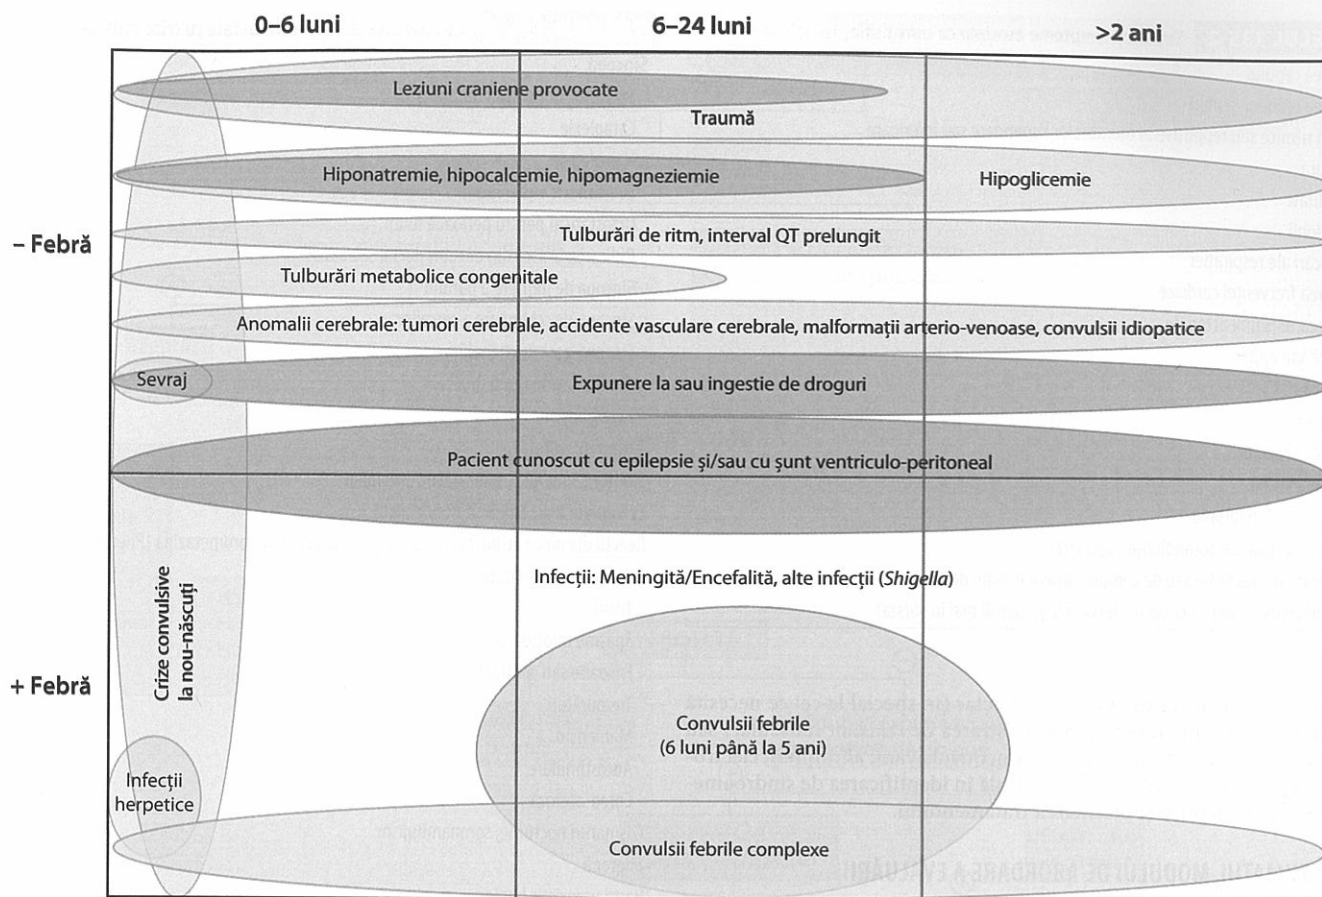 0–6 luni
6–24 luni
>2 ani
Leziuni craniene provocate
Traumă
Hiponatremie, hipocalcemie, hipomagneziemie
Hipoglicemie
– Febră
Tulburări de ritm, interval QT prelungit
Tulburări metabolice congenitale
Anomalii cerebrale: tumori cerebrale, accidente vasculare cerebrale, malformații arterio-venoase, convulsii idiopatice
Sevraj
Expunere la sau ingestie de droguri
Pacient cunoscut cu epilepsie și/sau cu șunt ventriculo-peritoneal
Infecții: Meningită/Encefalită, alte infecții (Shigella)
Crize convulsive
la nou-născuți
+ Febră
Convulsii febrile
(6 luni până la 5 ani)
Infecții
herpetice
Convulsii febrile complexe